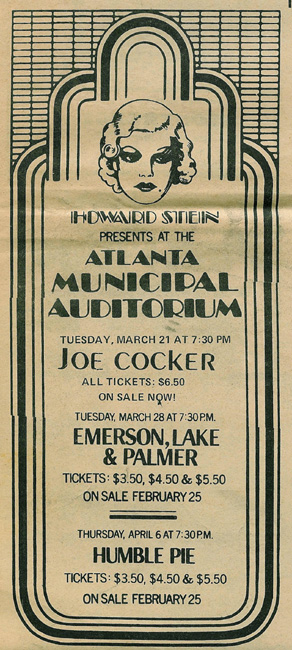 HOWARD STEIN
PRESENTS AT THE
ATLANTA
MUNICIPAL
AUDITORIUM
TUESDAY, MARCH 21 AT 7:30 PM
JOE COCKER
ALL TICKETS: $6.50
ON SALE NOW!
TUESDAY, MARCH 28 AT 7:30 P.M.
EMERSON, LAKE
& PALMER
TICKETS: $3.50, $4.50 & $5.50
ON SALE FEBRUARY 25
THURSDAY, APRIL 6 AT 7:30 P.M.
HUMBLE PIE
TICKETS: $3.50, $4.50 & $5.50
ON SALE FEBRUARY 25